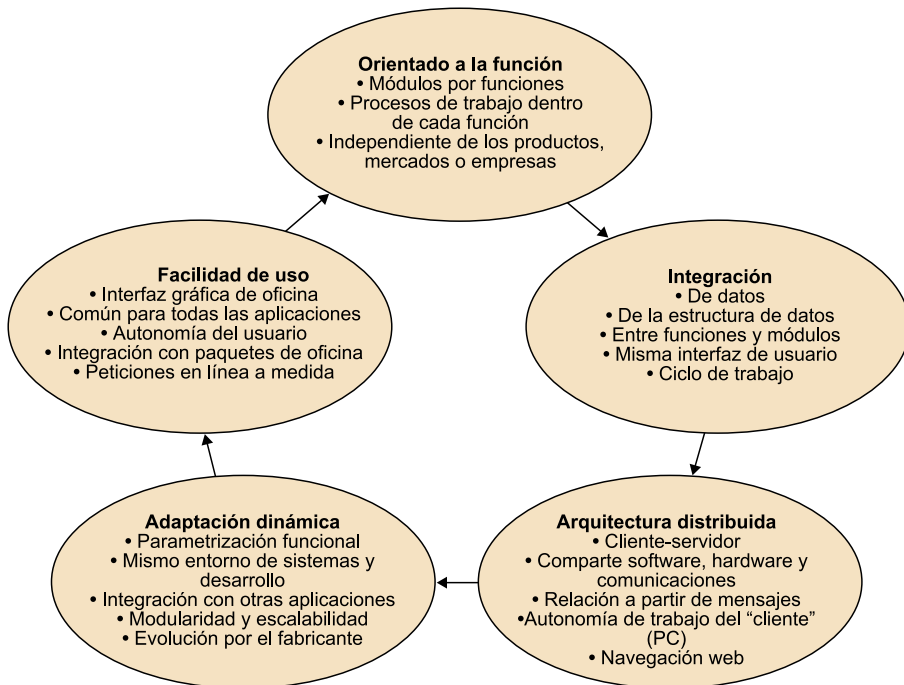 Orientado a la función
• Módulos por funciones
• Procesos de trabajo dentro
de cada función
• Independiente de los productos,
mercados o empresas
Integración
• De datos
• De la estructura de datos
• Entre funciones y módulos
• Misma interfaz de usuario
• Ciclo de trabajo
Arquitectura distribuida
• Cliente-servidor
• Comparte software, hardware y
comunicaciones
• Relación a partir de mensajes
•Autonomía de trabajo del “cliente”
(PC)
• Navegación web
Adaptación dinámica
• Parametrización funcional
• Mismo entorno de sistemas y
desarrollo
• Integración con otras aplicaciones
• Modularidad y escalabilidad
• Evolución por el fabricante
Facilidad de uso
• Interfaz gráfica de oficina
• Común para todas las aplicaciones
• Autonomía del usuario
• Integración con paquetes de oficina
• Peticiones en línea a medida